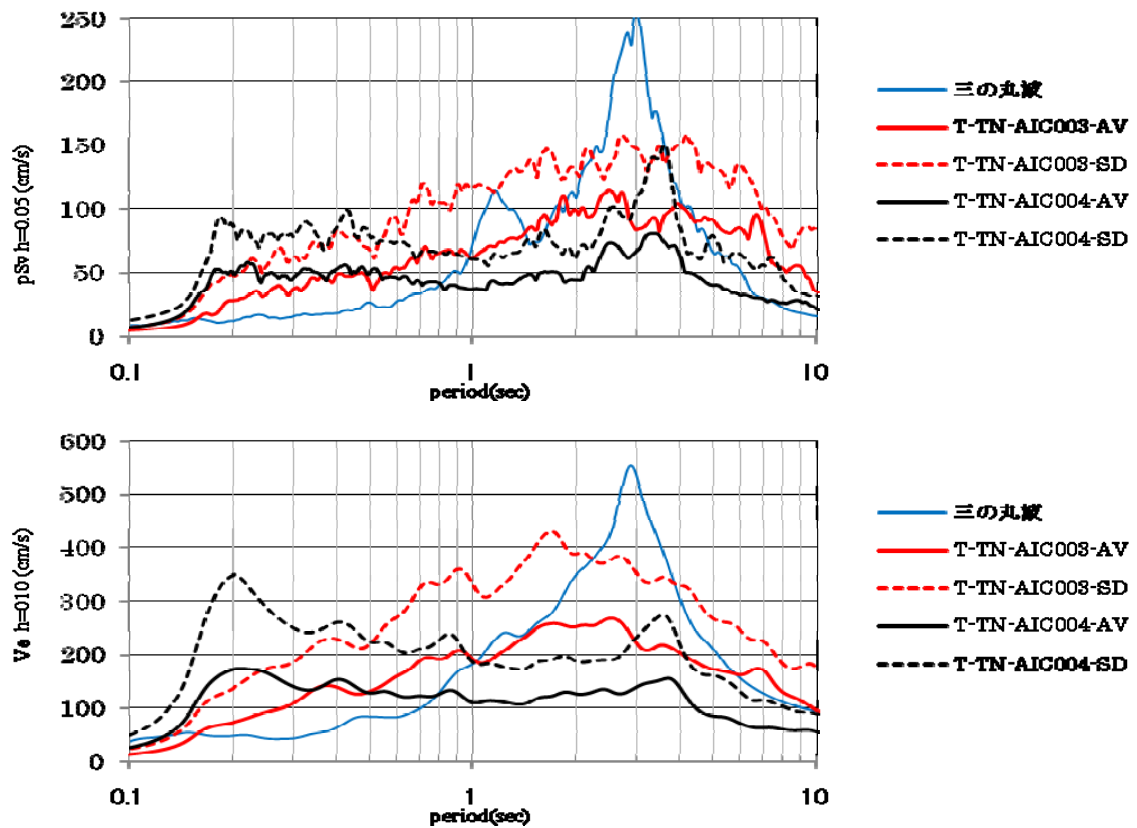 250
200
150
100
50
0
pSv h=0.05 (cm/s)
0.1
1
10
period(sec)
三の丸波
T-TN-AIC003-AV
T-TN-AIC003-SD
T-TN-AIC004-AV
T-TN-AIC004-SD
600
500
400
300
200
100
0
Ve h=010 (cm/s)
0.1
1
10
period(sec)
三の丸波
T-TN-AIC003-AV
T-TN-AIC003-SD
T-TN-AIC004-AV
T-TN-AIC004-SD